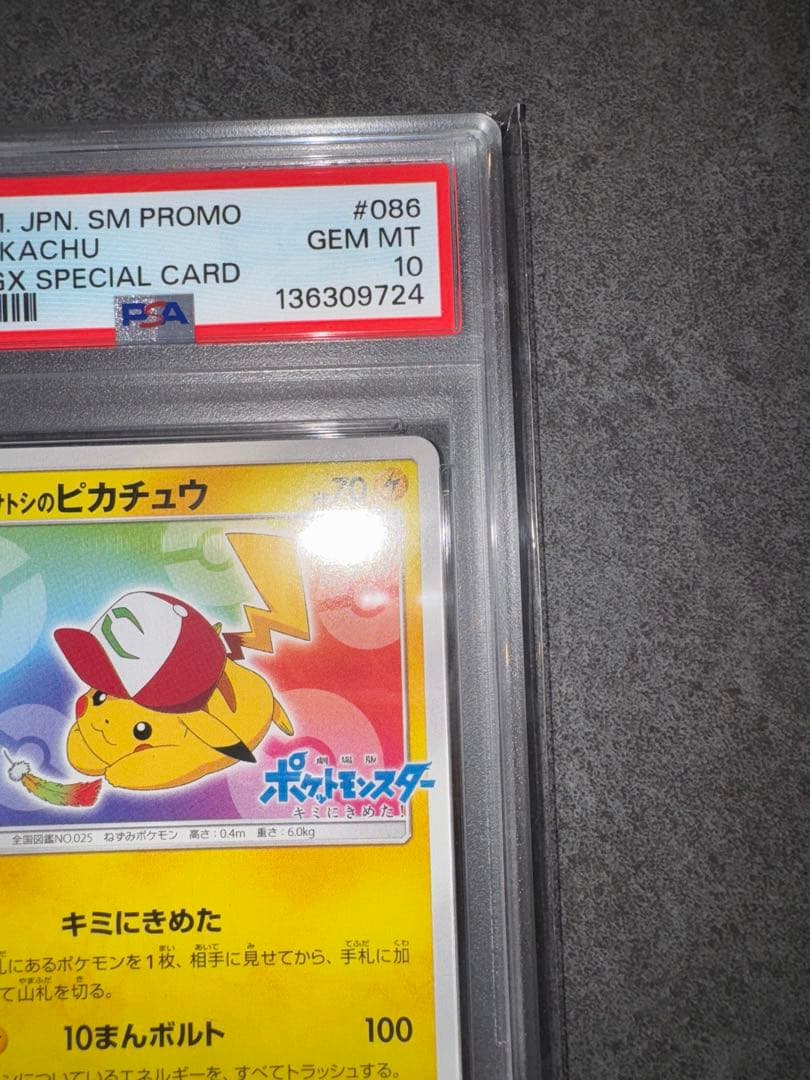 . JPN. SM PROMO #086
KACHU GEM MT
GX SPECIAL CARD 10
136309724
PSA
サトシのピカチュウ 70
劇場版
ポケットモンスター
キミにきめた!
全国図鑑NO.025 ねずみポケモン 高さ:0.4m 重さ:6.0kg
キミにきめた
にあるポケモンを1枚、相手に見せてから、手札に加
て山札を切る。
10まんボルト 100
ンについているエネルギーを、すべてトラッシュする。